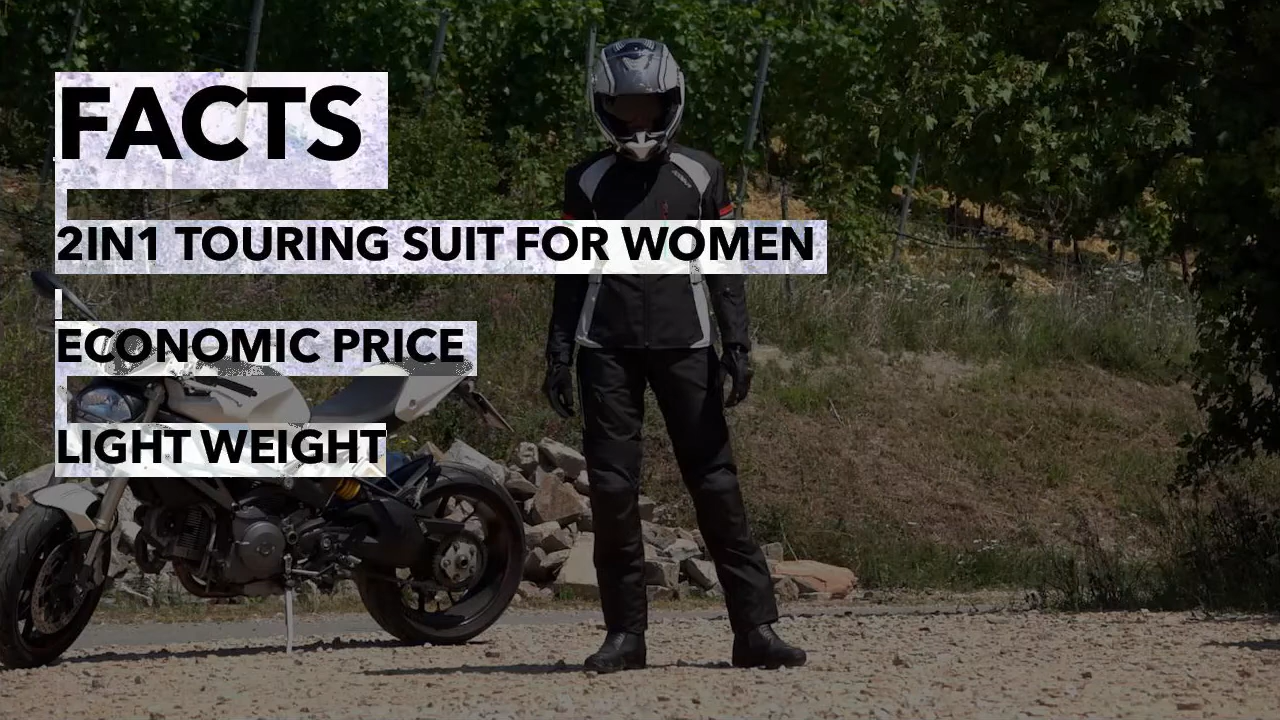 FACTS
2IN1 TOURING SUIT FOR WOMEN
ECONOMIC PRICE
LIGHT WEIGHT